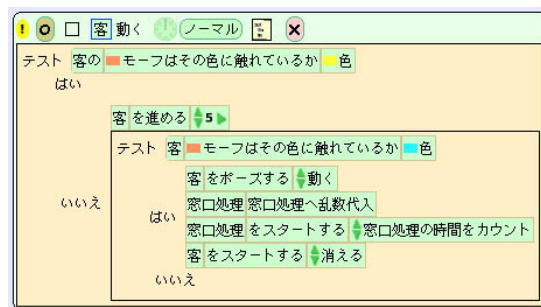 ! 客 動く ノーマル
テスト 客の モーフはその色に触れているか 色
はい
客 を進める 5
テスト 客 モーフはその色に触れているか 色
客 をポーズする 動く
窓口処理 窓口処理へ乱数代入
いいえ はい
窓口処理 をスタートする 窓口処理の時間をカウント
客 をスタートする 消える
いいえ